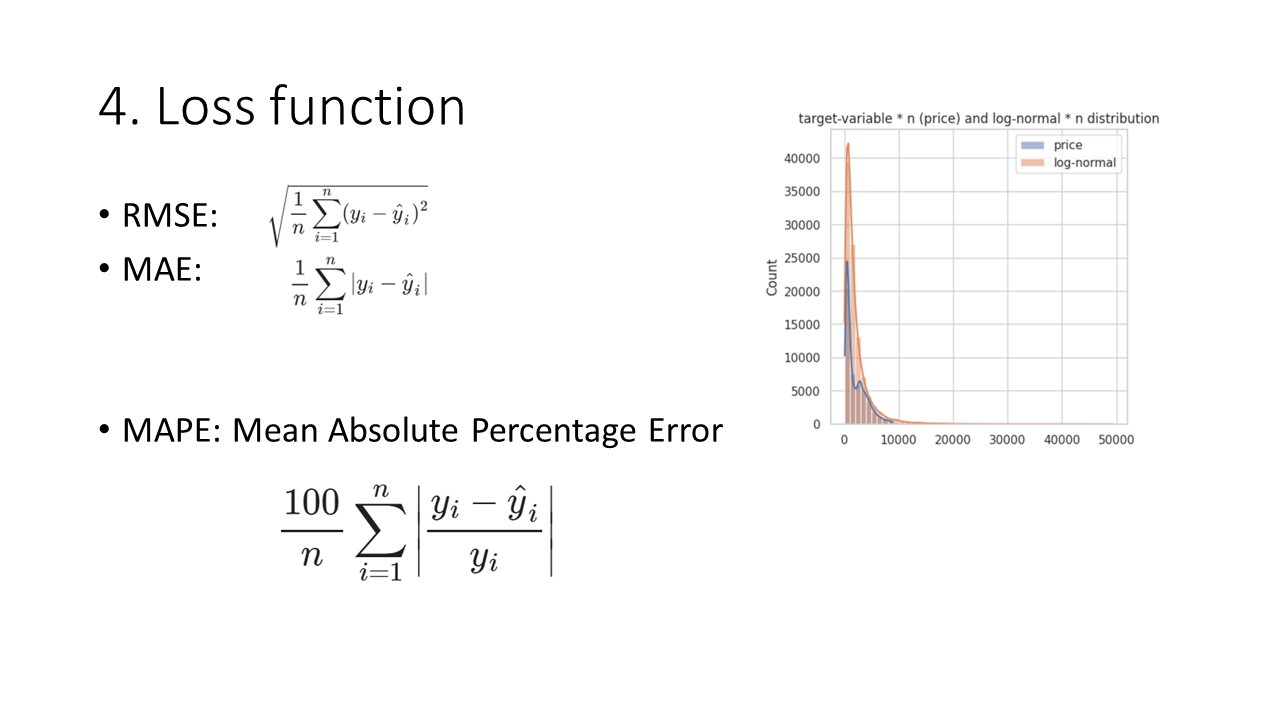 4. Loss function
• RMSE: \sqrt{\frac{1}{n}\sum_{i=1}^{n}(y_i - \hat{y}_i)^2}
• MAE: \frac{1}{n}\sum_{i=1}^{n}|y_i - \hat{y}_i|
• MAPE: Mean Absolute Percentage Error
\frac{100}{n}\sum_{i=1}^{n}\left|\frac{y_i - \hat{y}_i}{y_i}\right|
target-variable * n (price) and log-normal * n distribution
price
log-normal
40000
35000
30000
25000
20000
15000
10000
5000
0
Count
0 10000 20000 30000 40000 50000